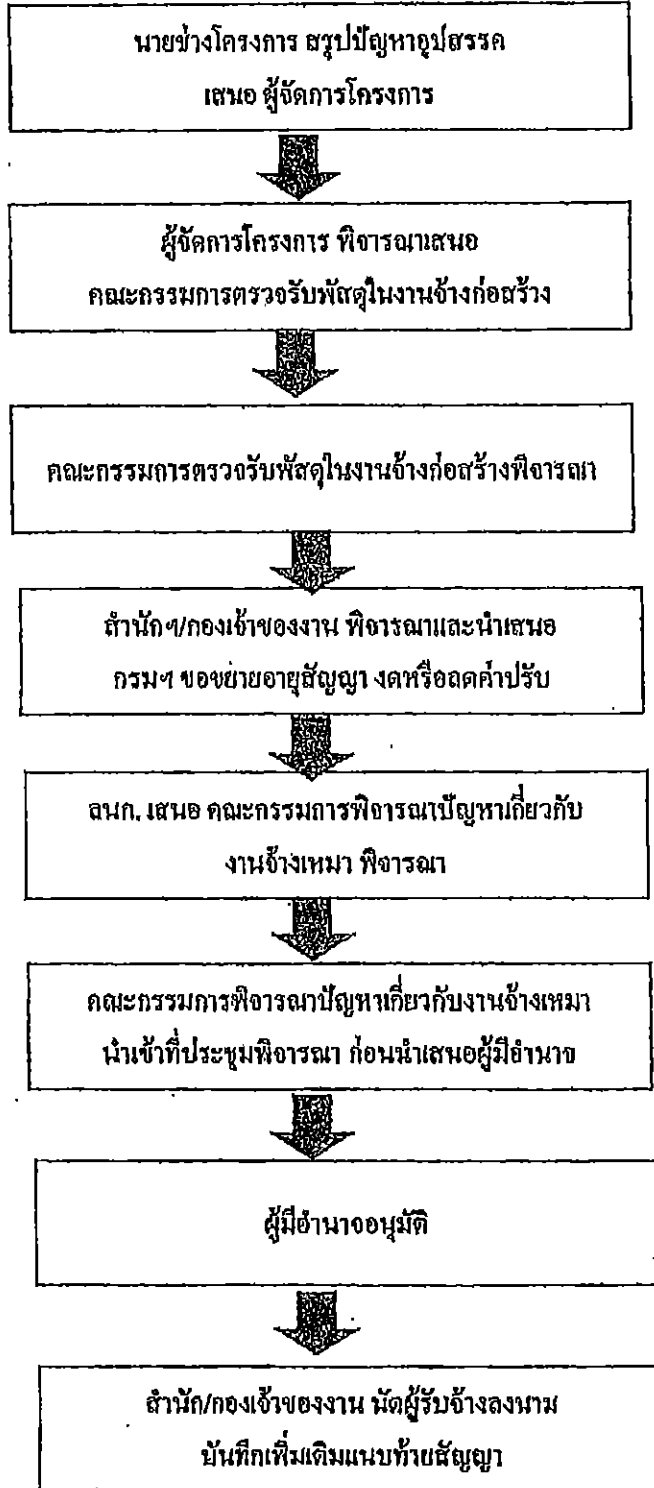 นายช่างโครงการ สรุปปัญหาอุปสรรค
เสนอ ผู้จัดการโครงการ
ผู้จัดการโครงการ พิจารณาเสนอ
คณะกรรมการตรวจรับพัสดุในงานจ้างก่อสร้าง
คณะกรรมการตรวจรับพัสดุในงานจ้างก่อสร้างพิจารณา
สำนักฯ/กองเจ้าของงาน พิจารณาและนำเสนอ
กรมฯ ขอขยายอายุสัญญา งดหรือลดค่าปรับ
ลนก. เสนอ คณะกรรมการพิจารณาปัญหาเกี่ยวกับ
งานจ้างเหมา พิจารณา
คณะกรรมการพิจารณาปัญหาเกี่ยวกับงานจ้างเหมา
นำเข้าที่ประชุมพิจารณา ก่อนนำเสนอผู้มีอำนาจ
ผู้มีอำนาจอนุมัติ
สำนัก/กองเจ้าของงาน นัดผู้รับจ้างลงนาม
บันทึกเพิ่มเติมแนบท้ายสัญญา